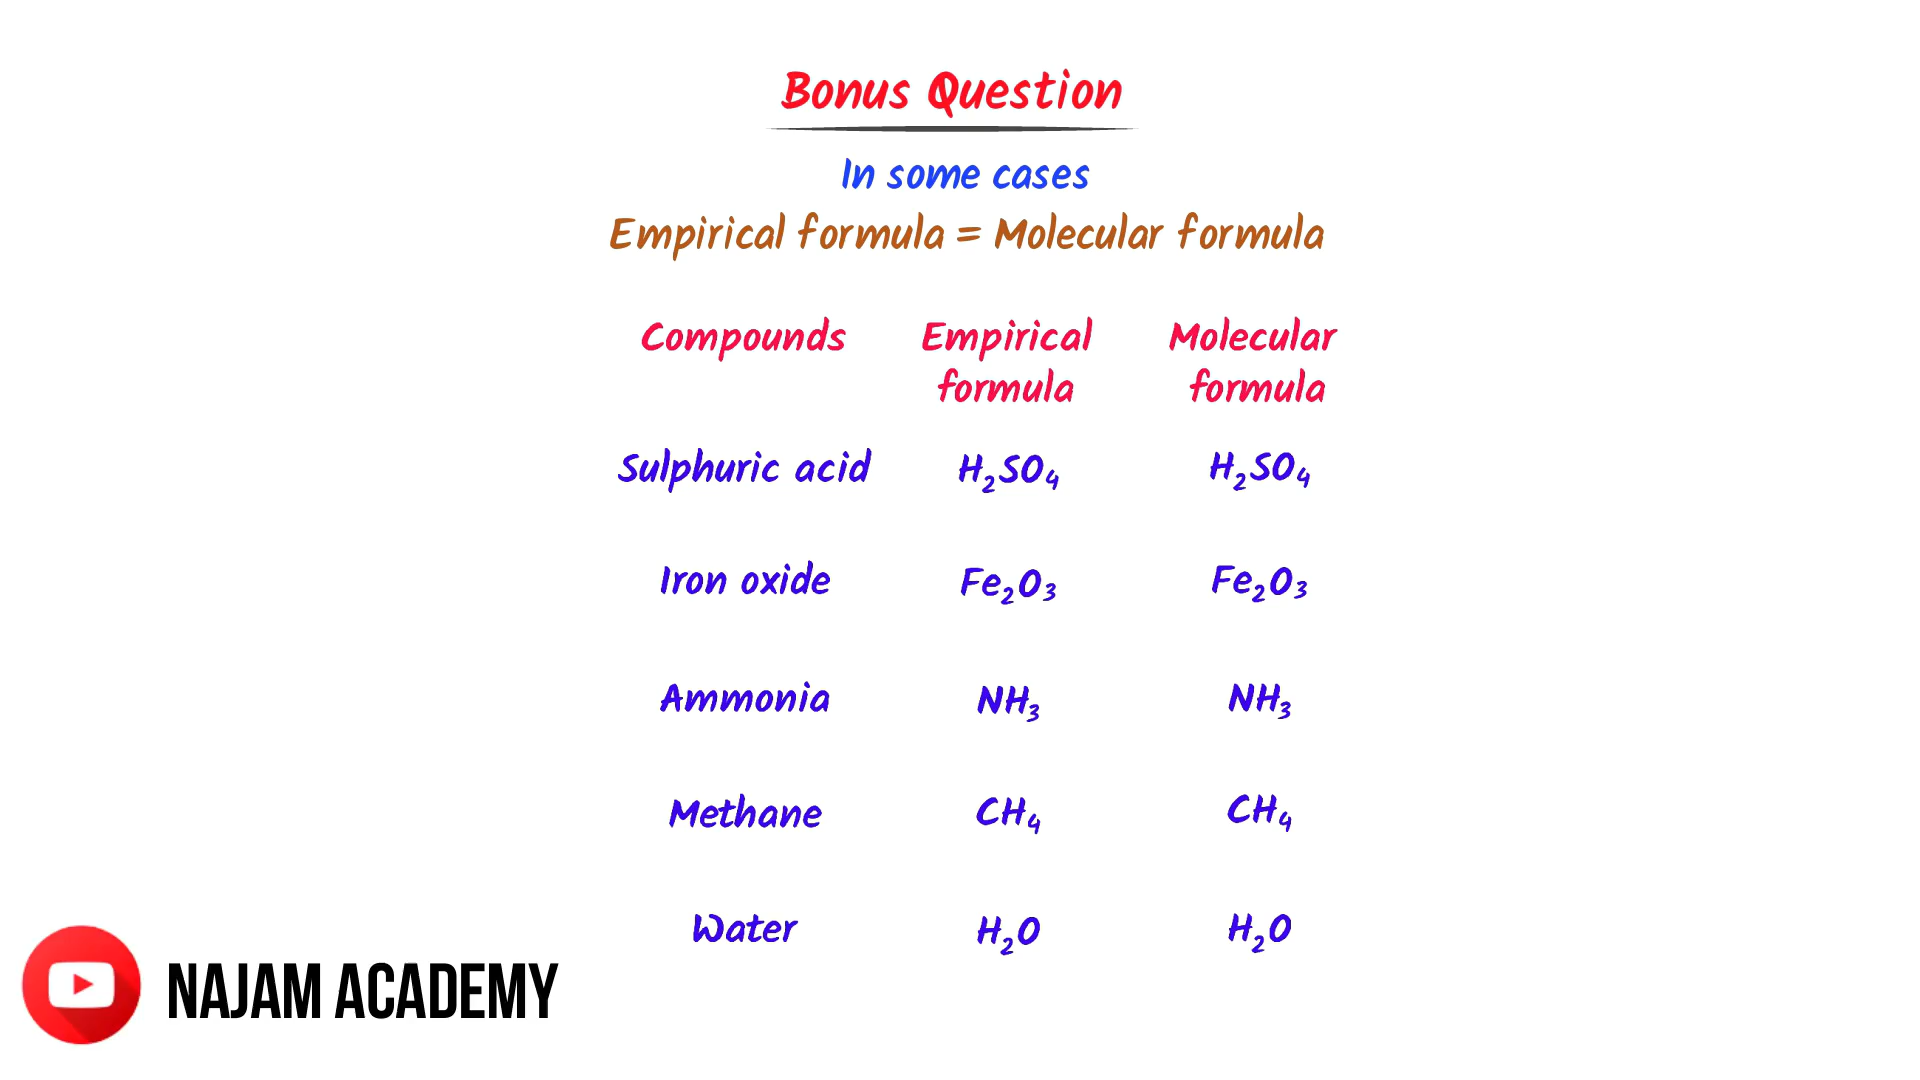 Bonus Question
In some cases
Empirical formula = Molecular formula
Compounds Empirical formula Molecular formula
Sulphuric acid H₂SO₄ H₂SO₄
Iron oxide Fe₂O₃ Fe₂O₃
Ammonia NH₃ NH₃
Methane CH₄ CH₄
Water H₂O H₂O
NAJAM ACADEMY